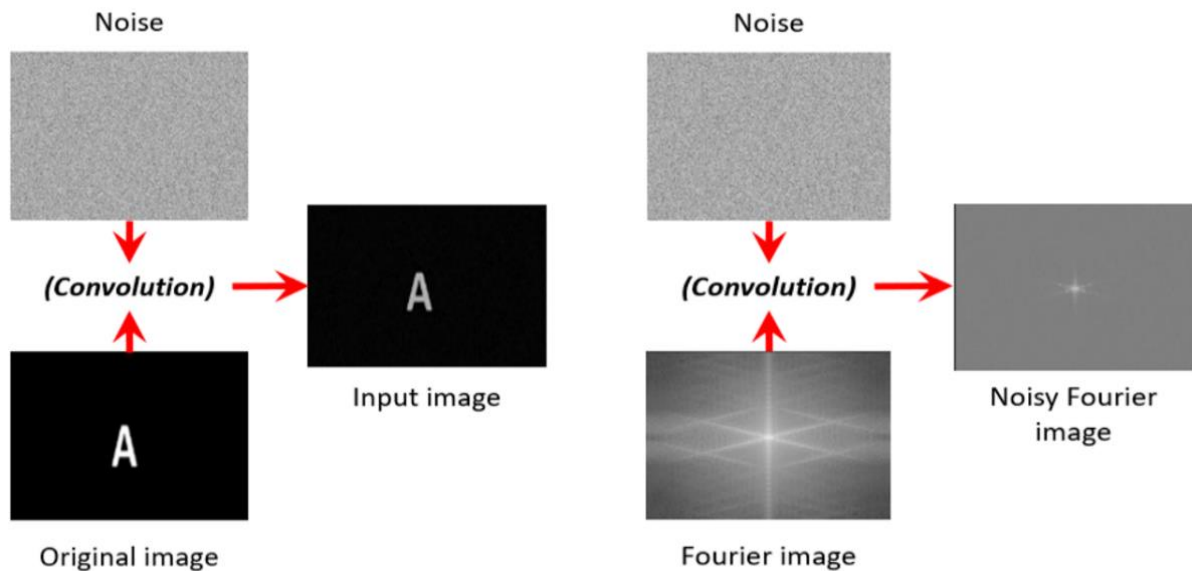 Noise
(Convolution)
A
Input image
A
Original image
Noise
(Convolution)
Noisy Fourier
image
Fourier image